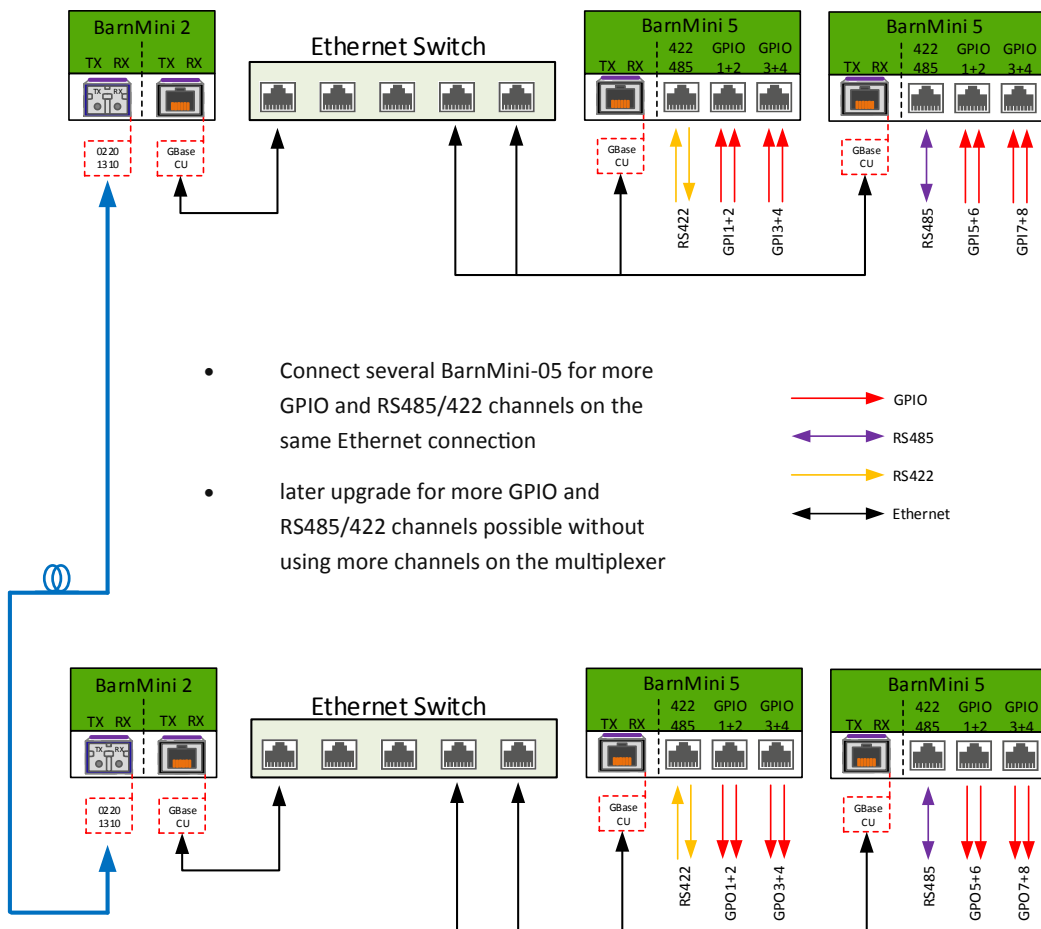 BarnMini 2
TX RX TX RX
TX RX
0220
1310
GBase
CU
Ethernet Switch
BarnMini 5
422 GPIO GPIO
TX RX 485 1+2 3+4
GBase
CU
RS422
GPI1+2
GPI3+4
BarnMini 5
422 GPIO GPIO
TX RX 485 1+2 3+4
GBase
CU
RS485
GPI5+6
GPI7+8
• Connect several BarnMini-05 for more
GPIO and RS485/422 channels on the
same Ethernet connection
• later upgrade for more GPIO and
RS485/422 channels possible without
using more channels on the multiplexer
GPIO
RS485
RS422
Ethernet
BarnMini 2
TX RX TX RX
TX RX
0220
1310
GBase
CU
Ethernet Switch
BarnMini 5
422 GPIO GPIO
TX RX 485 1+2 3+4
GBase
CU
RS422
GPO1+2
GPO3+4
BarnMini 5
422 GPIO GPIO
TX RX 485 1+2 3+4
GBase
CU
RS485
GPO5+6
GPO7+8